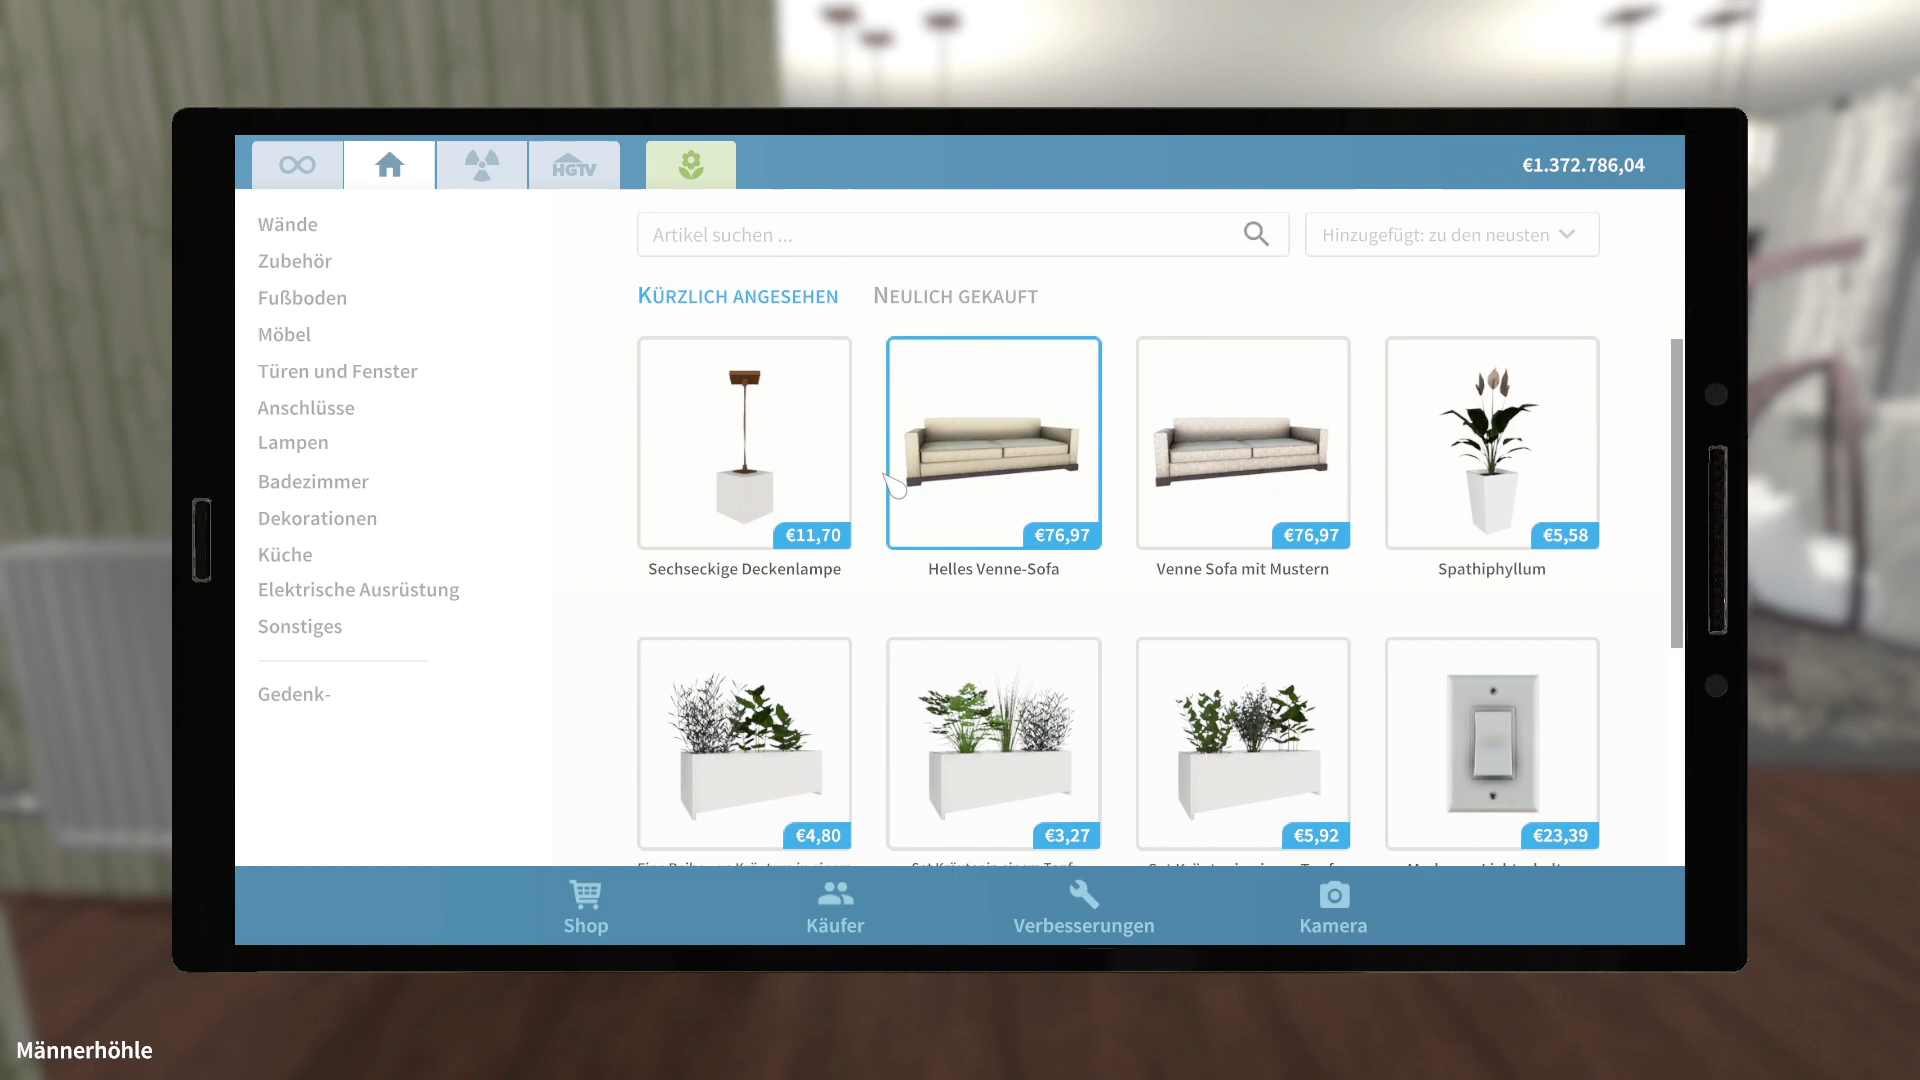 HGTV
€1.372.786,04
Wände
Zubehör
Fußboden
Möbel
Türen und Fenster
Anschlüsse
Lampen
Badezimmer
Dekorationen
Küche
Elektrische Ausrüstung
Sonstiges
Gedenk-
Artikel suchen ...
Hinzugefügt: zu den neusten
KÜRZLICH ANGESEHEN
NEULICH GEKAUFT
€11,70
€76,97
€76,97
€5,58
Sechseckige Deckenlampe
Helles Venne-Sofa
Venne Sofa mit Mustern
Spathiphyllum
€4,80
€3,27
€5,92
€23,39
Shop
Käufer
Verbesserungen
Kamera
Männerhöhle